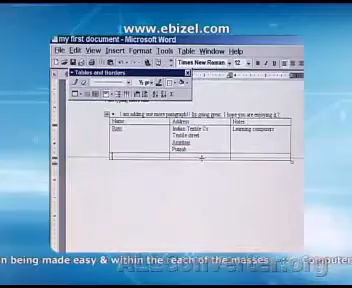 www.ebizel.com
my first document - Microsoft Word
File Edit View Insert Format Tools Table Window Help
Times New Roman 12 B
Tables and Borders
½
I am adding one more paragraph! Its going great. I hope you are enjoying it?
Name Address Notes
Indian Textile Co Learning computers
Textile street
Amritsar
Punjab
n being made easy & within the reach of the masses computer